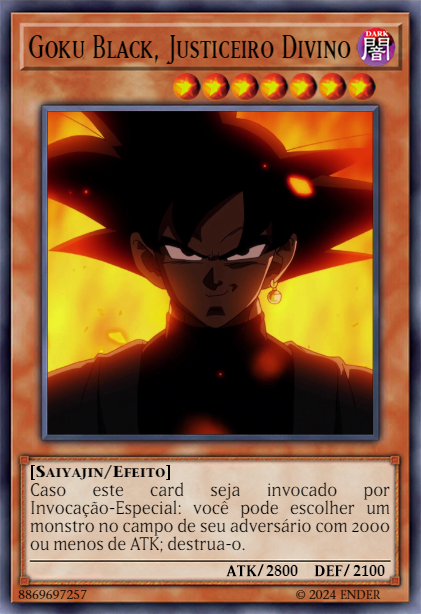 Goku Black, Justiceiro Divino
DARK
闇
[Saiyajin/Efeito]
Caso este card seja invocado por
Invocação-Especial: você pode escolher um
monstro no campo de seu adversário com 2000
ou menos de ATK; destrua-o.
ATK/2800 DEF/2100
8869697257
© 2024 ENDER